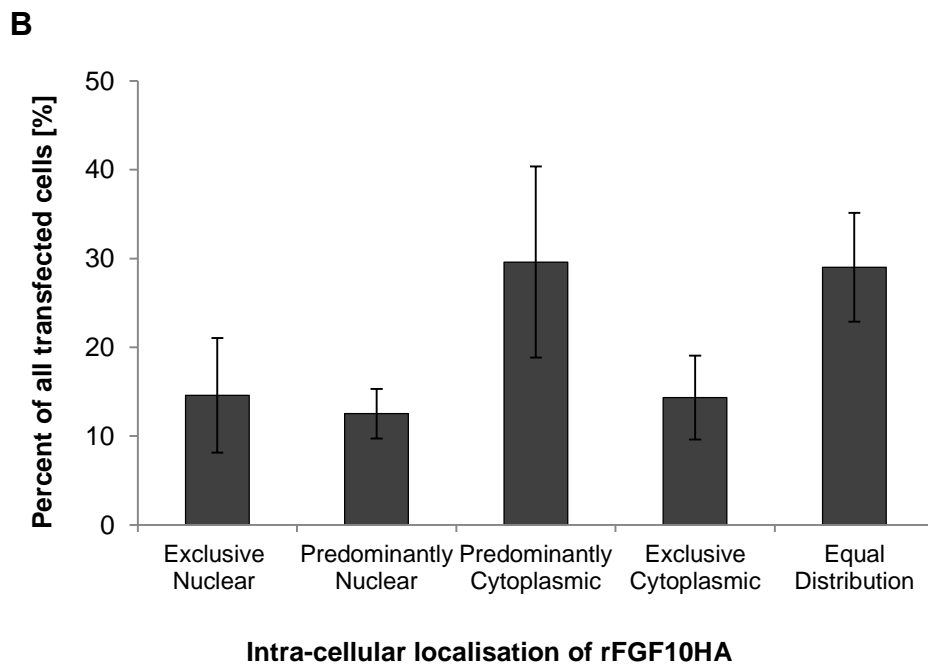 B
Percent of all transfected cells [%]
50
40
30
20
10
0
Exclusive Nuclear
Predominantly Nuclear
Predominantly Cytoplasmic
Exclusive Cytoplasmic
Equal Distribution
Intra-cellular localisation of rFGF10HA